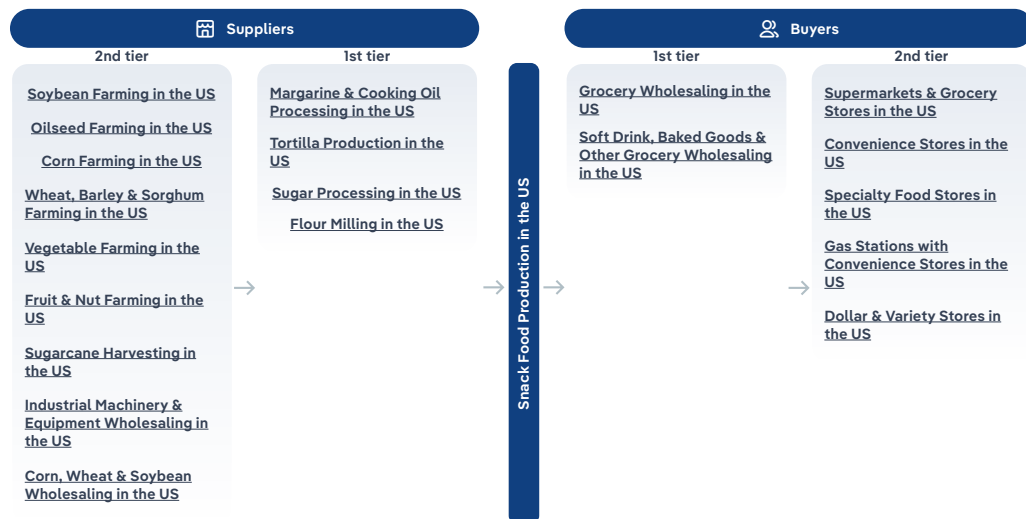 Suppliers
2nd tier
Soybean Farming in the US
Oilseed Farming in the US
Corn Farming in the US
Wheat, Barley & Sorghum
Farming in the US
Vegetable Farming in the
US
Fruit & Nut Farming in the
US
Sugarcane Harvesting in
the US
Industrial Machinery &
Equipment Wholesaling in
the US
Corn, Wheat & Soybean
Wholesaling in the US
1st tier
Margarine & Cooking Oil
Processing in the US
Tortilla Production in the
US
Sugar Processing in the US
Flour Milling in the US
Snack Food Production in the US
Buyers
1st tier
Grocery Wholesaling in the
US
Soft Drink, Baked Goods &
Other Grocery Wholesaling
in the US
2nd tier
Supermarkets & Grocery
Stores in the US
Convenience Stores in the
US
Specialty Food Stores in
the US
Gas Stations with
Convenience Stores in the
US
Dollar & Variety Stores in
the US